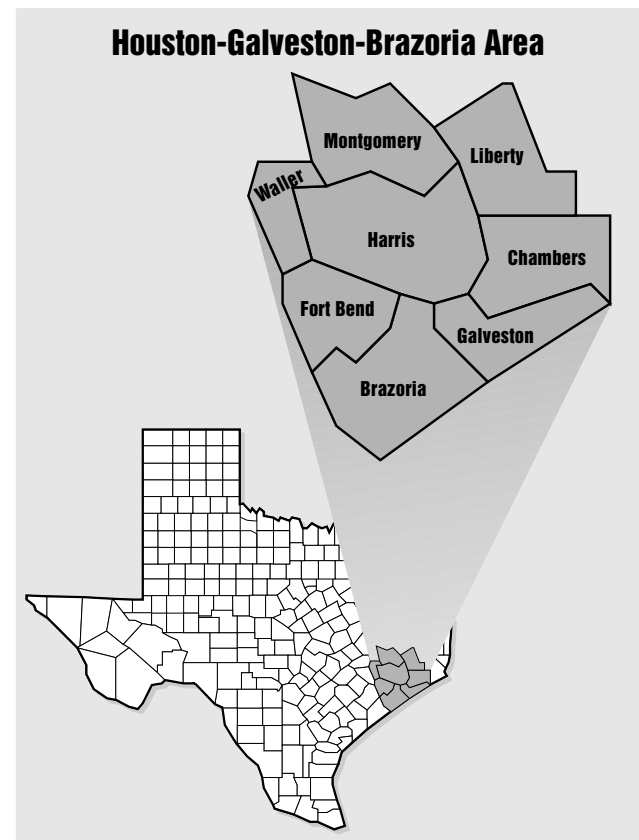 Houston-Galveston-Brazoria Area
Montgomery
Liberty
Waller
Harris
Chambers
Fort Bend
Galveston
Brazoria